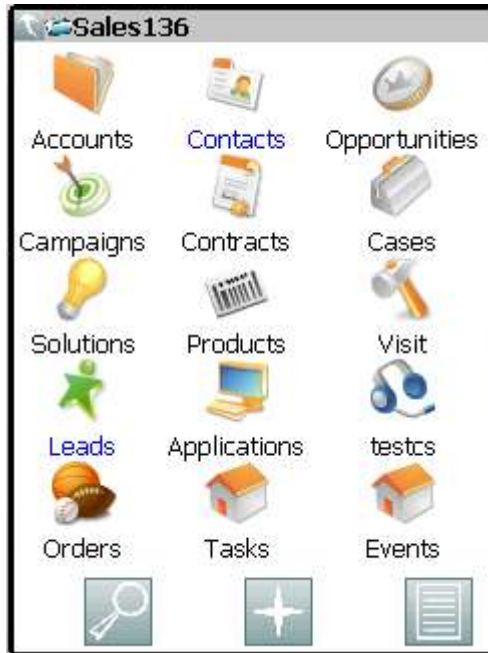 Sales136
Accounts Contacts Opportunities
Campaigns Contracts Cases
Solutions Products Visit
Leads Applications testcs
Orders Tasks Events